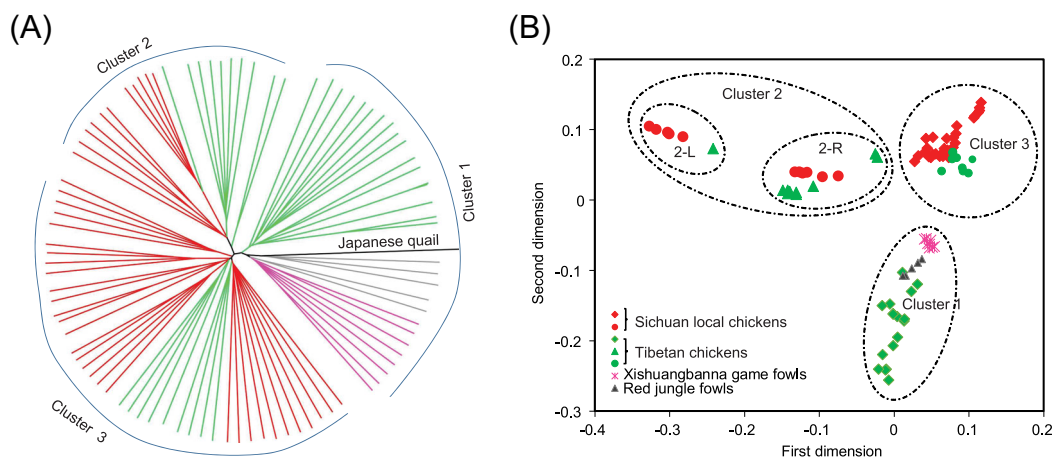 (A)
Cluster 2
Cluster 1
Japanese quail
Cluster 3
(B)
Second dimension
0.2
0.1
0
-0.1
-0.2
-0.3
Cluster 2
2-L
2-R
Cluster 3
Cluster 1
Sichuan local chickens
Tibetan chickens
Xishuangbanna game fowls
Red jungle fowls
-0.4 -0.3 -0.2 -0.1 0 0.1 0.2
First dimension